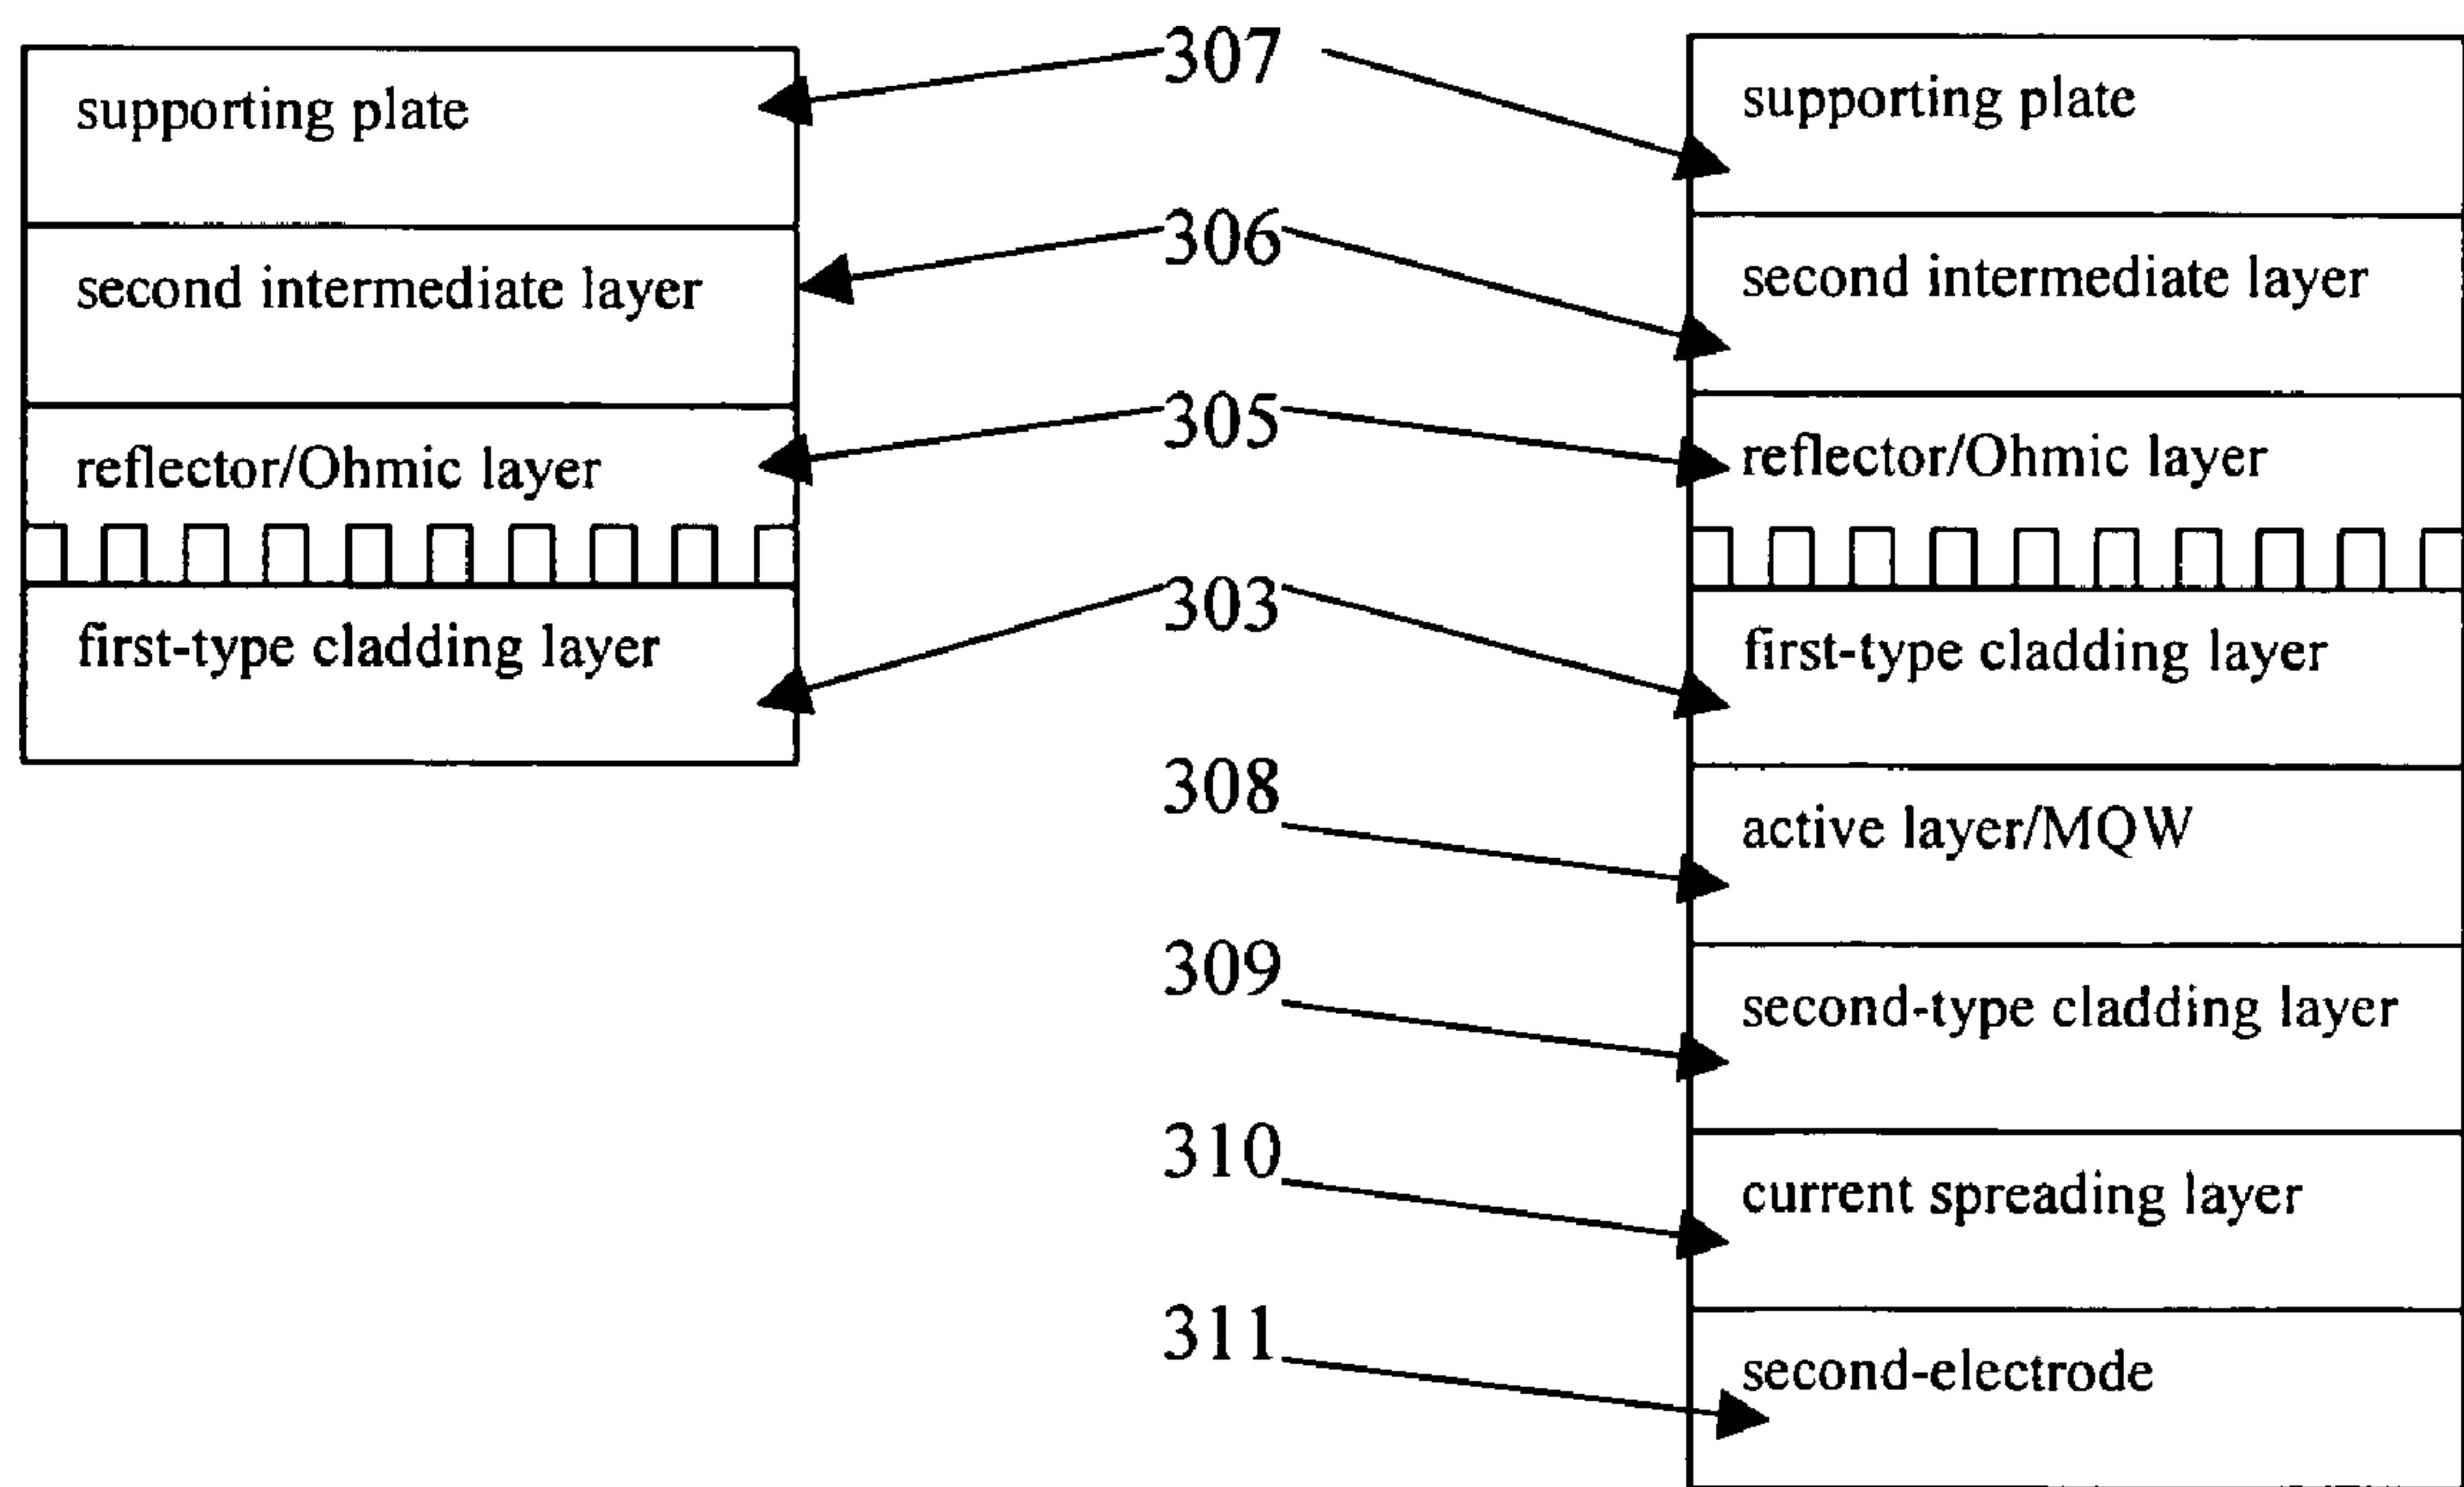 307
supporting plate
supporting plate
306
second intermediate layer
second intermediate layer
305
reflector/Ohmic layer
reflector/Ohmic layer
303
first-type cladding layer
first-type cladding layer
308
active layer/MQW
309
second-type cladding layer
310
current spreading layer
311
second-electrode